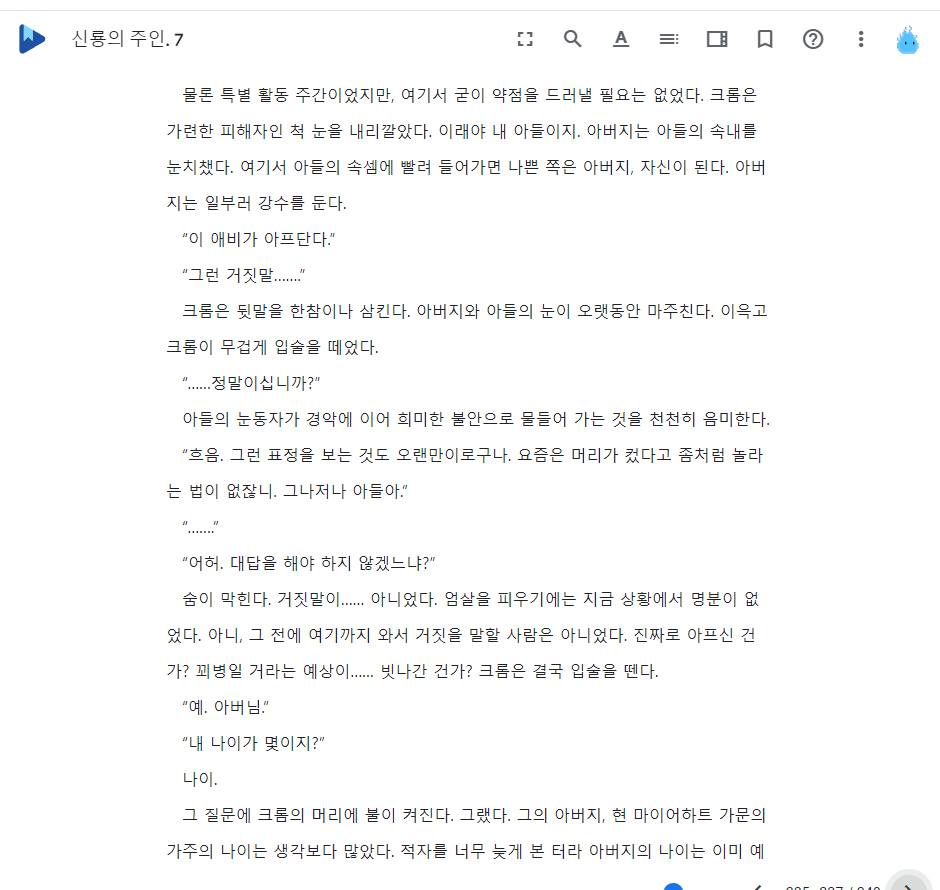 신룡의 주인. 7
물론 특별 활동 주간이었지만, 여기서 굳이 약점을 드러낼 필요는 없었다. 크롬은
가련한 피해자인 척 눈을 내리깔았다. 이래야 내 아들이지. 아버지는 아들의 속내를
눈치챘다. 여기서 아들의 속셈에 빨려 들어가면 나쁜 쪽은 아버지, 자신이 된다. 아버
지는 일부러 강수를 둔다.
“이 애비가 아프단다.”
“그런 거짓말…….”
크롬은 뒷말을 한참이나 삼킨다. 아버지와 아들의 눈이 오랫동안 마주친다. 이윽고
크롬이 무겁게 입술을 떼었다.
“……정말이십니까?”
아들의 눈동자가 경악에 이어 희미한 불안으로 물들어 가는 것을 천천히 음미한다.
“흐음. 그런 표정을 보는 것도 오랜만이로구나. 요즘은 머리가 컸다고 좀처럼 놀라
는 법이 없잖니. 그나저나 아들아.”
“…….”
“어허. 대답을 해야 하지 않겠느냐?”
숨이 막힌다. 거짓말이…… 아니었다. 엄살을 피우기에는 지금 상황에서 명분이 없
었다. 아니, 그 전에 여기까지 와서 거짓을 말할 사람은 아니었다. 진짜로 아프신 건
가? 꾀병일 거라는 예상이…… 빗나간 건가? 크롬은 결국 입술을 뗀다.
“예. 아버님.”
“내 나이가 몇이지?”
나이.
그 질문에 크롬의 머리에 불이 켜진다. 그랬다. 그의 아버지, 현 마이어하트 가문의
가주의 나이는 생각보다 많았다. 적자를 너무 늦게 본 터라 아버지의 나이는 이미 예